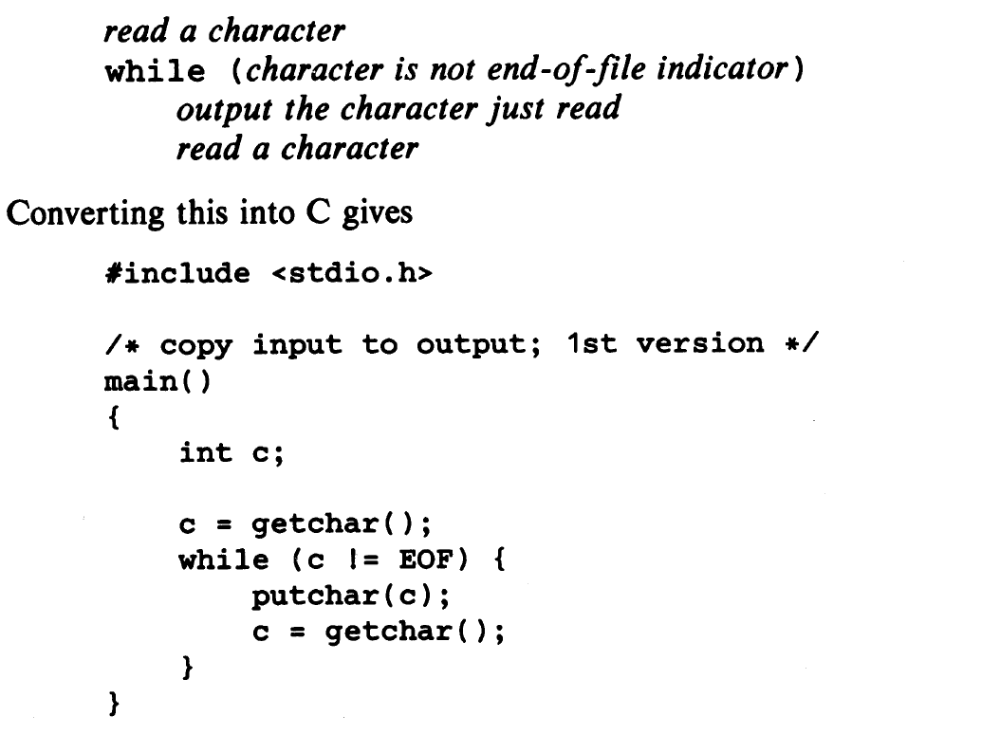 read a character
while (character is not end-of-file indicator)
output the character just read
read a character
Converting this into C gives
#include <stdio.h>
/* copy input to output; 1st version */
main()
{
int c;
c = getchar();
while (c != EOF) {
putchar(c);
c = getchar();
}
}